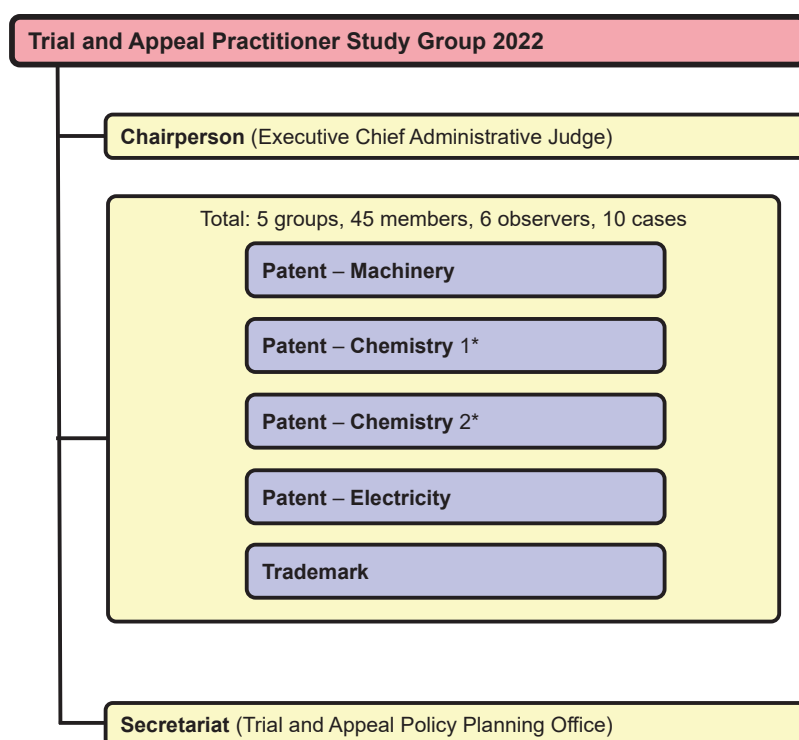 Trial and Appeal Practitioner Study Group 2022
Chairperson (Executive Chief Administrative Judge)
Total: 5 groups, 45 members, 6 observers, 10 cases
Patent – Machinery
Patent – Chemistry 1*
Patent – Chemistry 2*
Patent – Electricity
Trademark
Secretariat (Trial and Appeal Policy Planning Office)